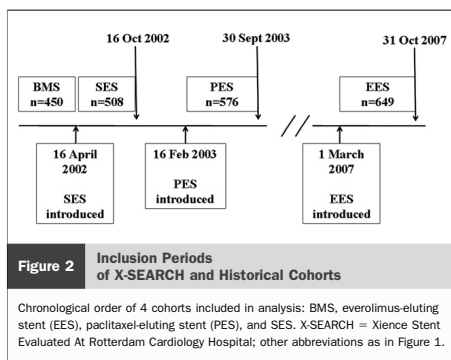 16 Oct 2002
30 Sept 2003
31 Oct 2007
BMS
n=450
SES
n=508
PES
n=576
EES
n=649
16 April
2002
SES
introduced
16 Feb 2003
PES
introduced
1 March
2007
EES
introduced
Figure 2
Inclusion Periods
of X-SEARCH and Historical Cohorts
Chronological order of 4 cohorts included in analysis: BMS, everolimus-eluting
stent (EES), paclitaxel-eluting stent (PES), and SES. X-SEARCH = Xience Stent
Evaluated At Rotterdam Cardiology Hospital; other abbreviations as in Figure 1.